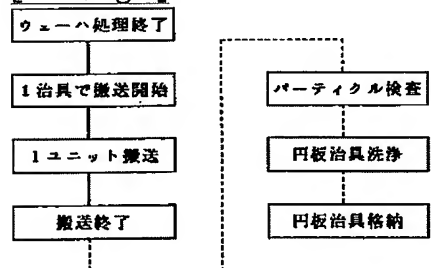 ウェーハ処理終了
1治具で搬送開始
1ユニット搬送
搬送終了
パーティクル検査
円板治具洗浄
円板治具格納